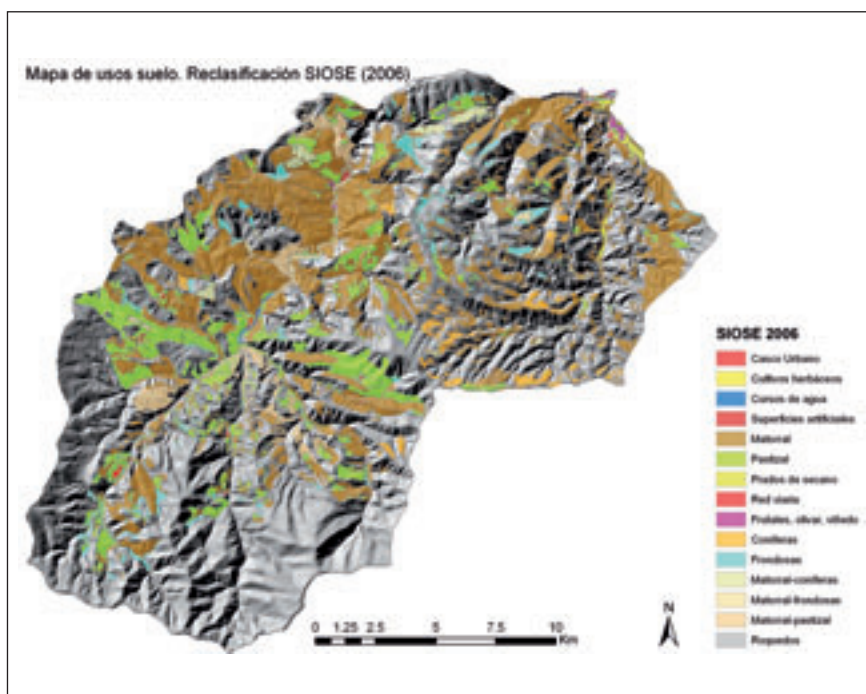 Mapa de usos suelo. Reclasificación SIOSE (2006)
SIOSE 2006
Casco Urbano
Cultivos herbáceos
Cursos de agua
Superficies artificiales
Matorral
Pastizal
Prados de secano
Red viaria
Frutales, olivar, viñedo
Coníferas
Frondosas
Matorral-coníferas
Matorral-frondosas
Matorral-pastizal
Roquedos
N
0 1.25 2.5 5 7.5 10
Km